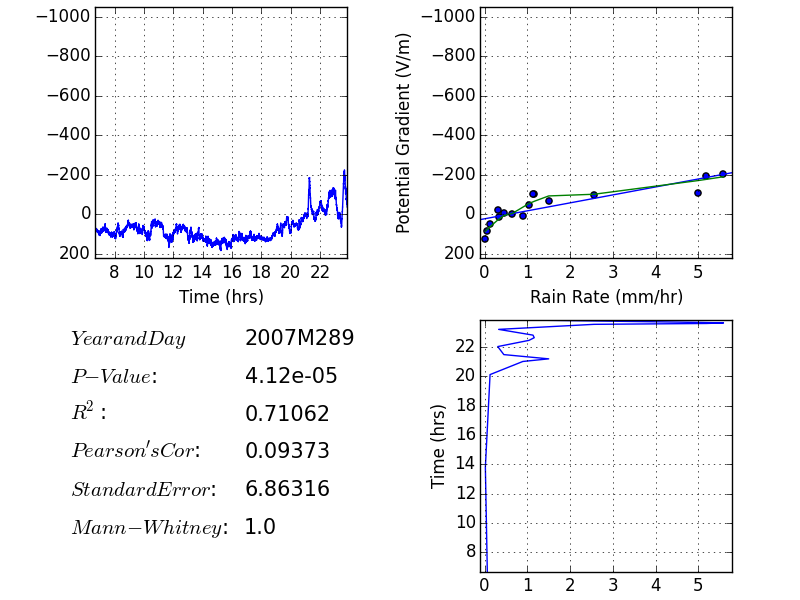 −1000
−800
−600
−400
−200
0
200
8 10 12 14 16 18 20 22
Time (hrs)
Potential Gradient (V/m)
−1000
−800
−600
−400
−200
0
200
0 1 2 3 4 5
Rain Rate (mm/hr)
YearandDay 2007M289
P−Value: 4.12e-05
R²: 0.71062
Pearson′sCor: 0.09373
StandardError: 6.86316
Mann−Whitney: 1.0
Time (hrs)
22
20
18
16
14
12
10
8
0 1 2 3 4 5